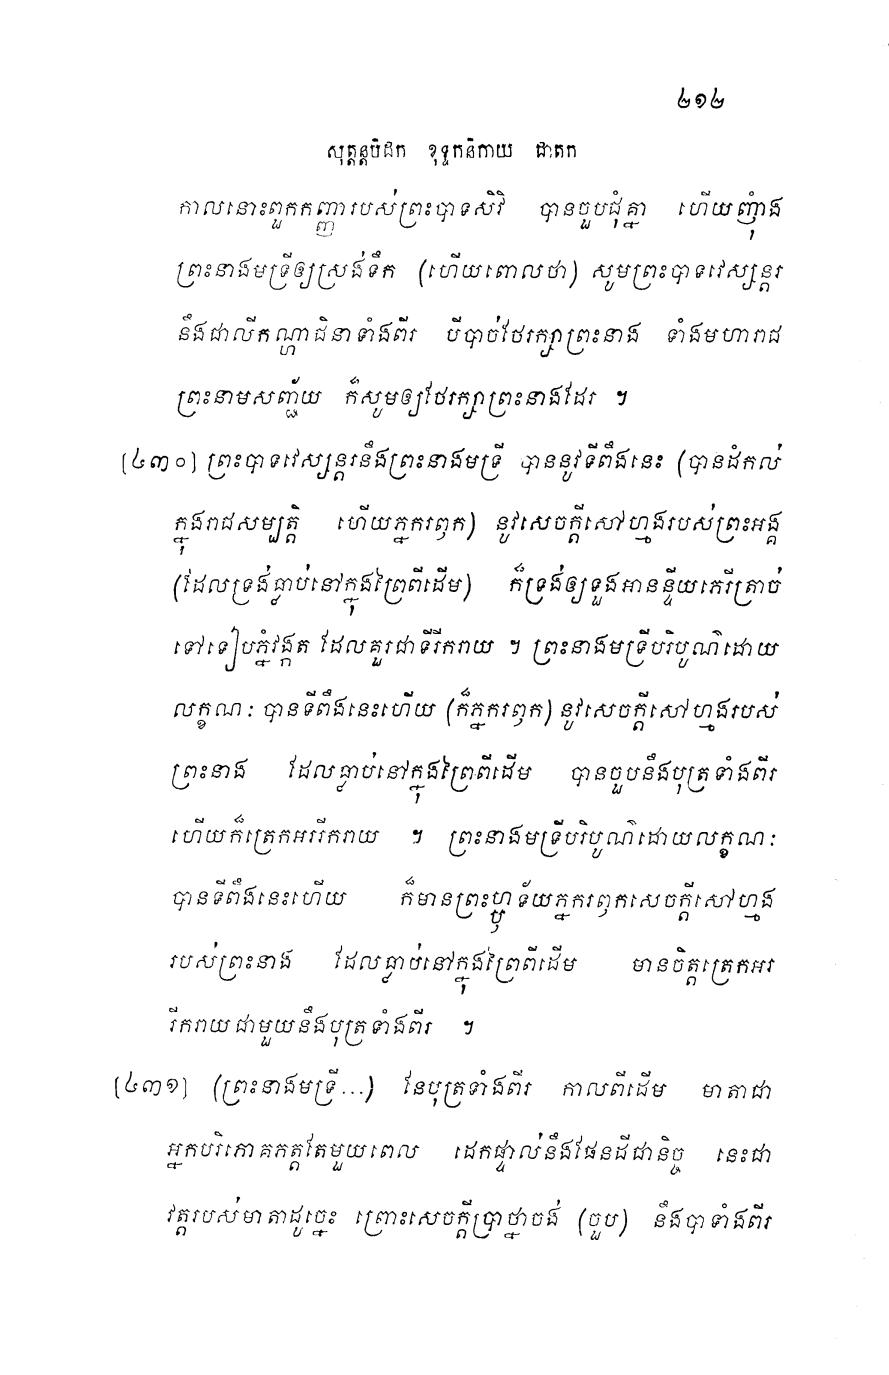 ២១២
សុត្តន្តបិដក ខុទ្ទកនិកាយ ជាតក
កាលនោះពួកកញ្ញារបស់ព្រះបាទសិវិ បានចួបជុំគ្នា ហើយញុំាង
ព្រះនាងមទ្រីឲ្យស្រង់ទឹក (ហើយពោលថា) សូមព្រះបាទវេស្សន្តរ
នឹងជាលីកណ្ហាជិនាទាំងពីរ បីបាច់ថែរក្សាព្រះនាង ទាំងមហារាជ
ព្រះនាមសញ្ជ័យ ក៏សូមឲ្យថែរក្សាព្រះនាងដែរ ។
[៤៣០] ព្រះបាទវេស្សន្តរនឹងព្រះនាងមទ្រី បាននូវទីពឹងនេះ (បានដំកល់
ក្នុងរាជសម្បត្តិ ហើយភ្នករឭក) នូវសេចក្តីសៅហ្មងរបស់ព្រះអង្គ
(ដែលទ្រង់ធ្លាប់នៅក្នុងព្រៃពីដើម) ក៏ទ្រង់ឲ្យទួងអានន្ទីយភេរីត្រាច់
ទៅទៀបភ្នំវង្កត ដែលគួរជាទីរីករាយ ។ ព្រះនាងមទ្រីបរិបូណ៌ដោយ
លក្ខណៈ បានទីពឹងនេះហើយ (ក៏ភ្នករឭក) នូវសេចក្តីសៅហ្មងរបស់
ព្រះនាង ដែលធ្លាប់នៅក្នុងព្រៃពីដើម បានចួបនឹងបុត្រទាំងពីរ
ហើយក៏ត្រេកអររីករាយ ។ ព្រះនាងមទ្រីបរិបូណ៌ដោយលក្ខណៈ
បានទីពឹងនេះហើយ ក៏មានព្រះហ្ឫទ័យភ្នករឭកសេចក្តីសៅហ្មង
របស់ព្រះនាង ដែលធ្លាប់នៅក្នុងព្រៃពីដើម មានចិត្តត្រេកអរ
រីករាយជាមួយនឹងបុត្រទាំងពីរ ។
[៤៣១] (ព្រះនាងមទ្រី...) នែបុត្រទាំងពីរ កាលពីដើម មាតាជា
អ្នកបរិភោគកត្តតែមួយពេល ដេកផ្ទាល់នឹងផែនដីជានិច្ច នេះជា
វត្តរបស់មាតាដូច្នេះ ព្រោះសេចក្តីប្រាថ្នាចង់ (ចួប) នឹងបាទាំងពីរ